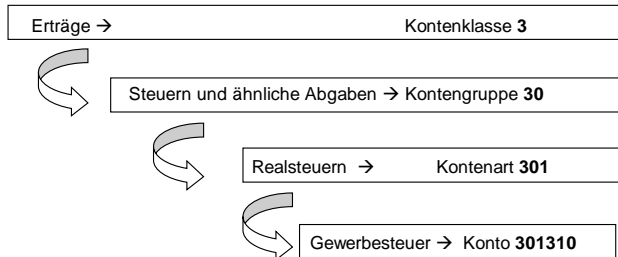 Erträge → Kontenklasse 3
Steuern und ähnliche Abgaben → Kontengruppe 30
Realsteuern → Kontenart 301
Gewerbesteuer → Konto 301310